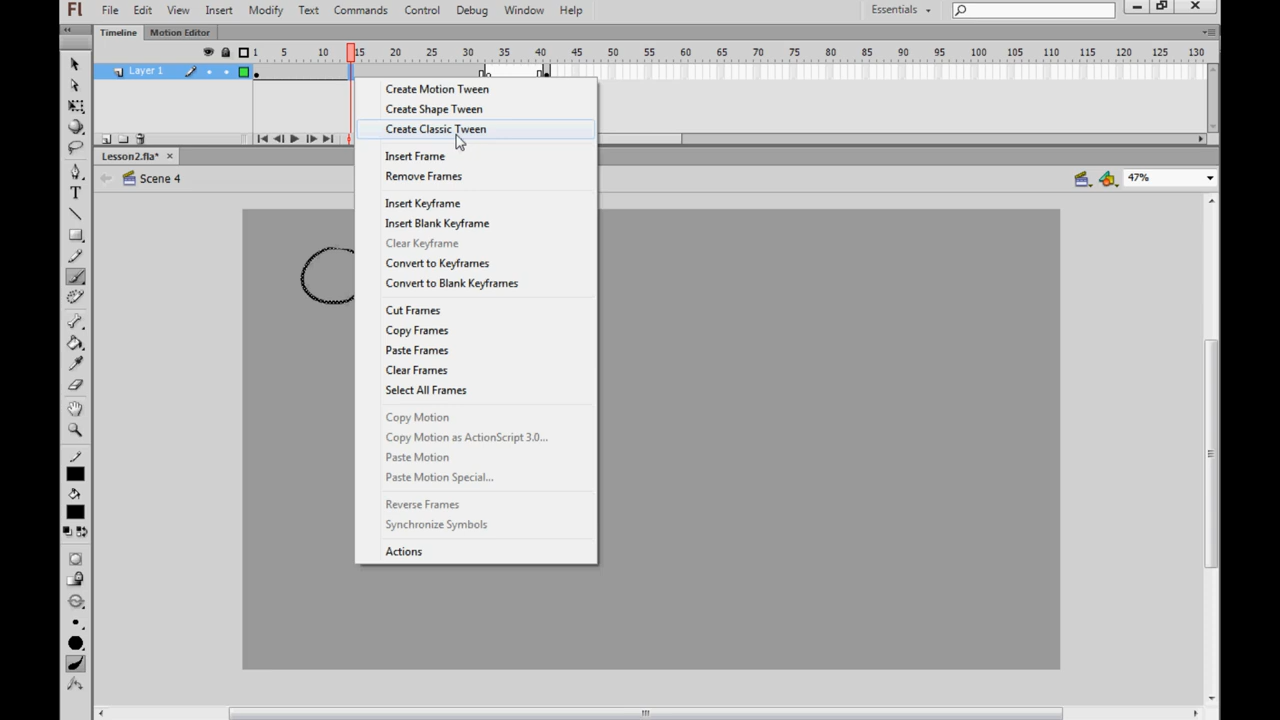 Fl File Edit View Insert Modify Text Commands Control Debug Window Help Essentials
Timeline Motion Editor
1 5 10 15 20 25 30 35 40 45 50 55 60 65 70 75 80 85 90 95 100 105 110 115 120 125 130
Layer 1
Create Motion Tween
Create Shape Tween
Create Classic Tween
Lesson2.fla*
Insert Frame
Scene 4
47%
Remove Frames
Insert Keyframe
Insert Blank Keyframe
Clear Keyframe
Convert to Keyframes
Convert to Blank Keyframes
Cut Frames
Copy Frames
Paste Frames
Clear Frames
Select All Frames
Copy Motion
Copy Motion as ActionScript 3.0...
Paste Motion
Paste Motion Special...
Reverse Frames
Synchronize Symbols
Actions